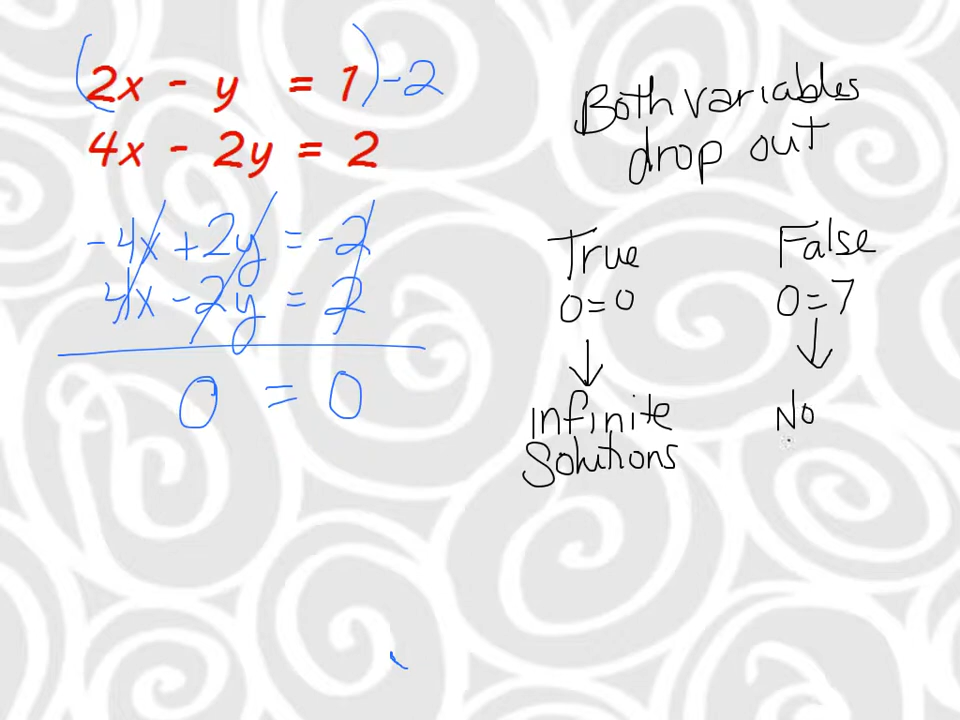 (2x - y = 1) -2
4x - 2y = 2
-4x + 2y = -2
4x - 2y = 2
0 = 0
Both variables
drop out
True
0=0
Infinite
Solutions
False
0=7
No